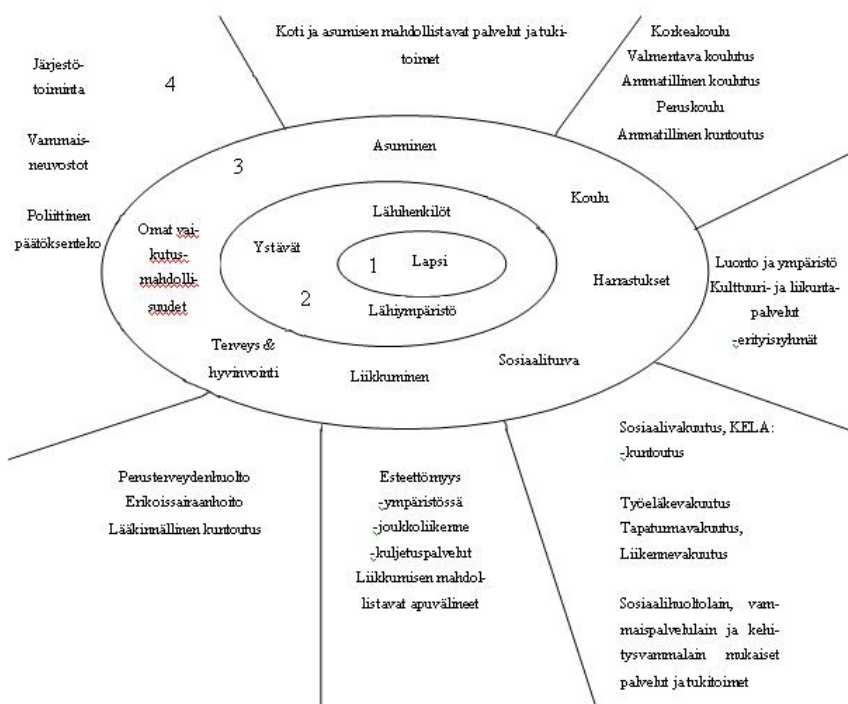 Järjestö-
toiminta
4
Vammais-
neuvostot
Poliittinen
päätöksenteko
Koti ja asumisen mahdollistavat palvelut ja tuki-
toimet
Korkeakoulu
Valmentava koulutus
Ammatillinen koulutus
Peruskoulu
Ammatillinen kuntoutus
3
Asuminen
Koulu
Omat vai-
kutus-
mahdolli-
suudet
Ystävät
Lähihenkilöt
1
Lapsi
2
Lähiympäristö
Harrastukset
Luonto ja ympäristö
Kulttuuri- ja liikunta-
palvelut
-erityisryhmät
Terveys &
hyvinvointi
Liikkuminen
Sosiaaliturva
Perusterveydenhuolto
Erikoissairaanhoito
Lääkinnällinen kuntoutus
Esteettömyys
-ympäristössä
-joukkoliikenne
-kuljetuspalvelut
Liikkumisen mahdol-
listavat apuvälineet
Sosiaalivakuutus, KELA:
-kuntoutus
Työeläkevakuutus
Tapaturmavakuutus,
Liikennevakuutus
Sosiaalihuoltolain, vam-
maispalvelulain ja kehi-
tysvammalain mukaiset
palvelut ja tukitoimet